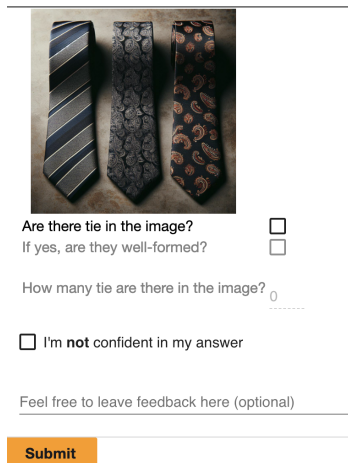 Are there tie in the image?
If yes, are they well-formed?
How many tie are there in the image? 0
I'm not confident in my answer
Feel free to leave feedback here (optional)
Submit